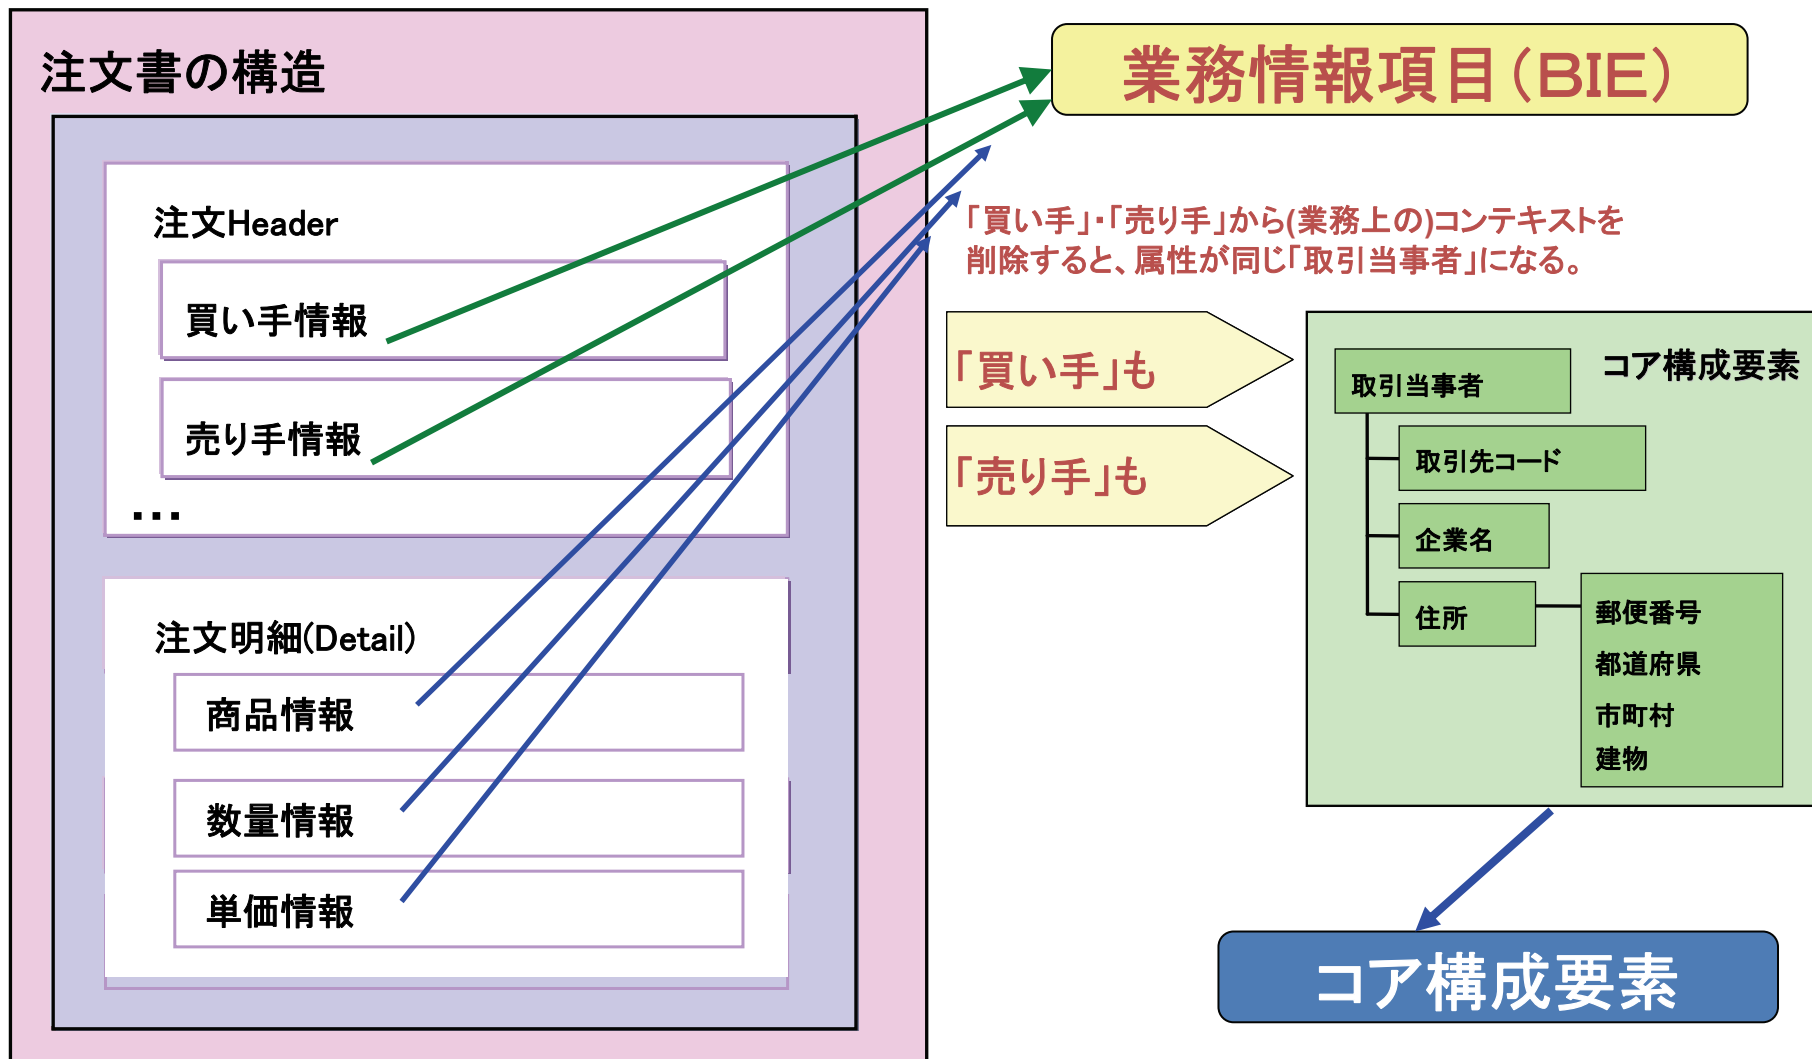 注文書の構造
注文Header
買い手情報
売り手情報
...
注文明細(Detail)
商品情報
数量情報
単価情報
業務情報項目(BIE)
「買い手」・「売り手」から(業務上の)コンテキストを
削除すると、属性が同じ「取引当事者」になる。
「買い手」も
「売り手」も
コア構成要素
取引当事者
取引先コード
企業名
住所
郵便番号
都道府県
市町村
建物
コア構成要素